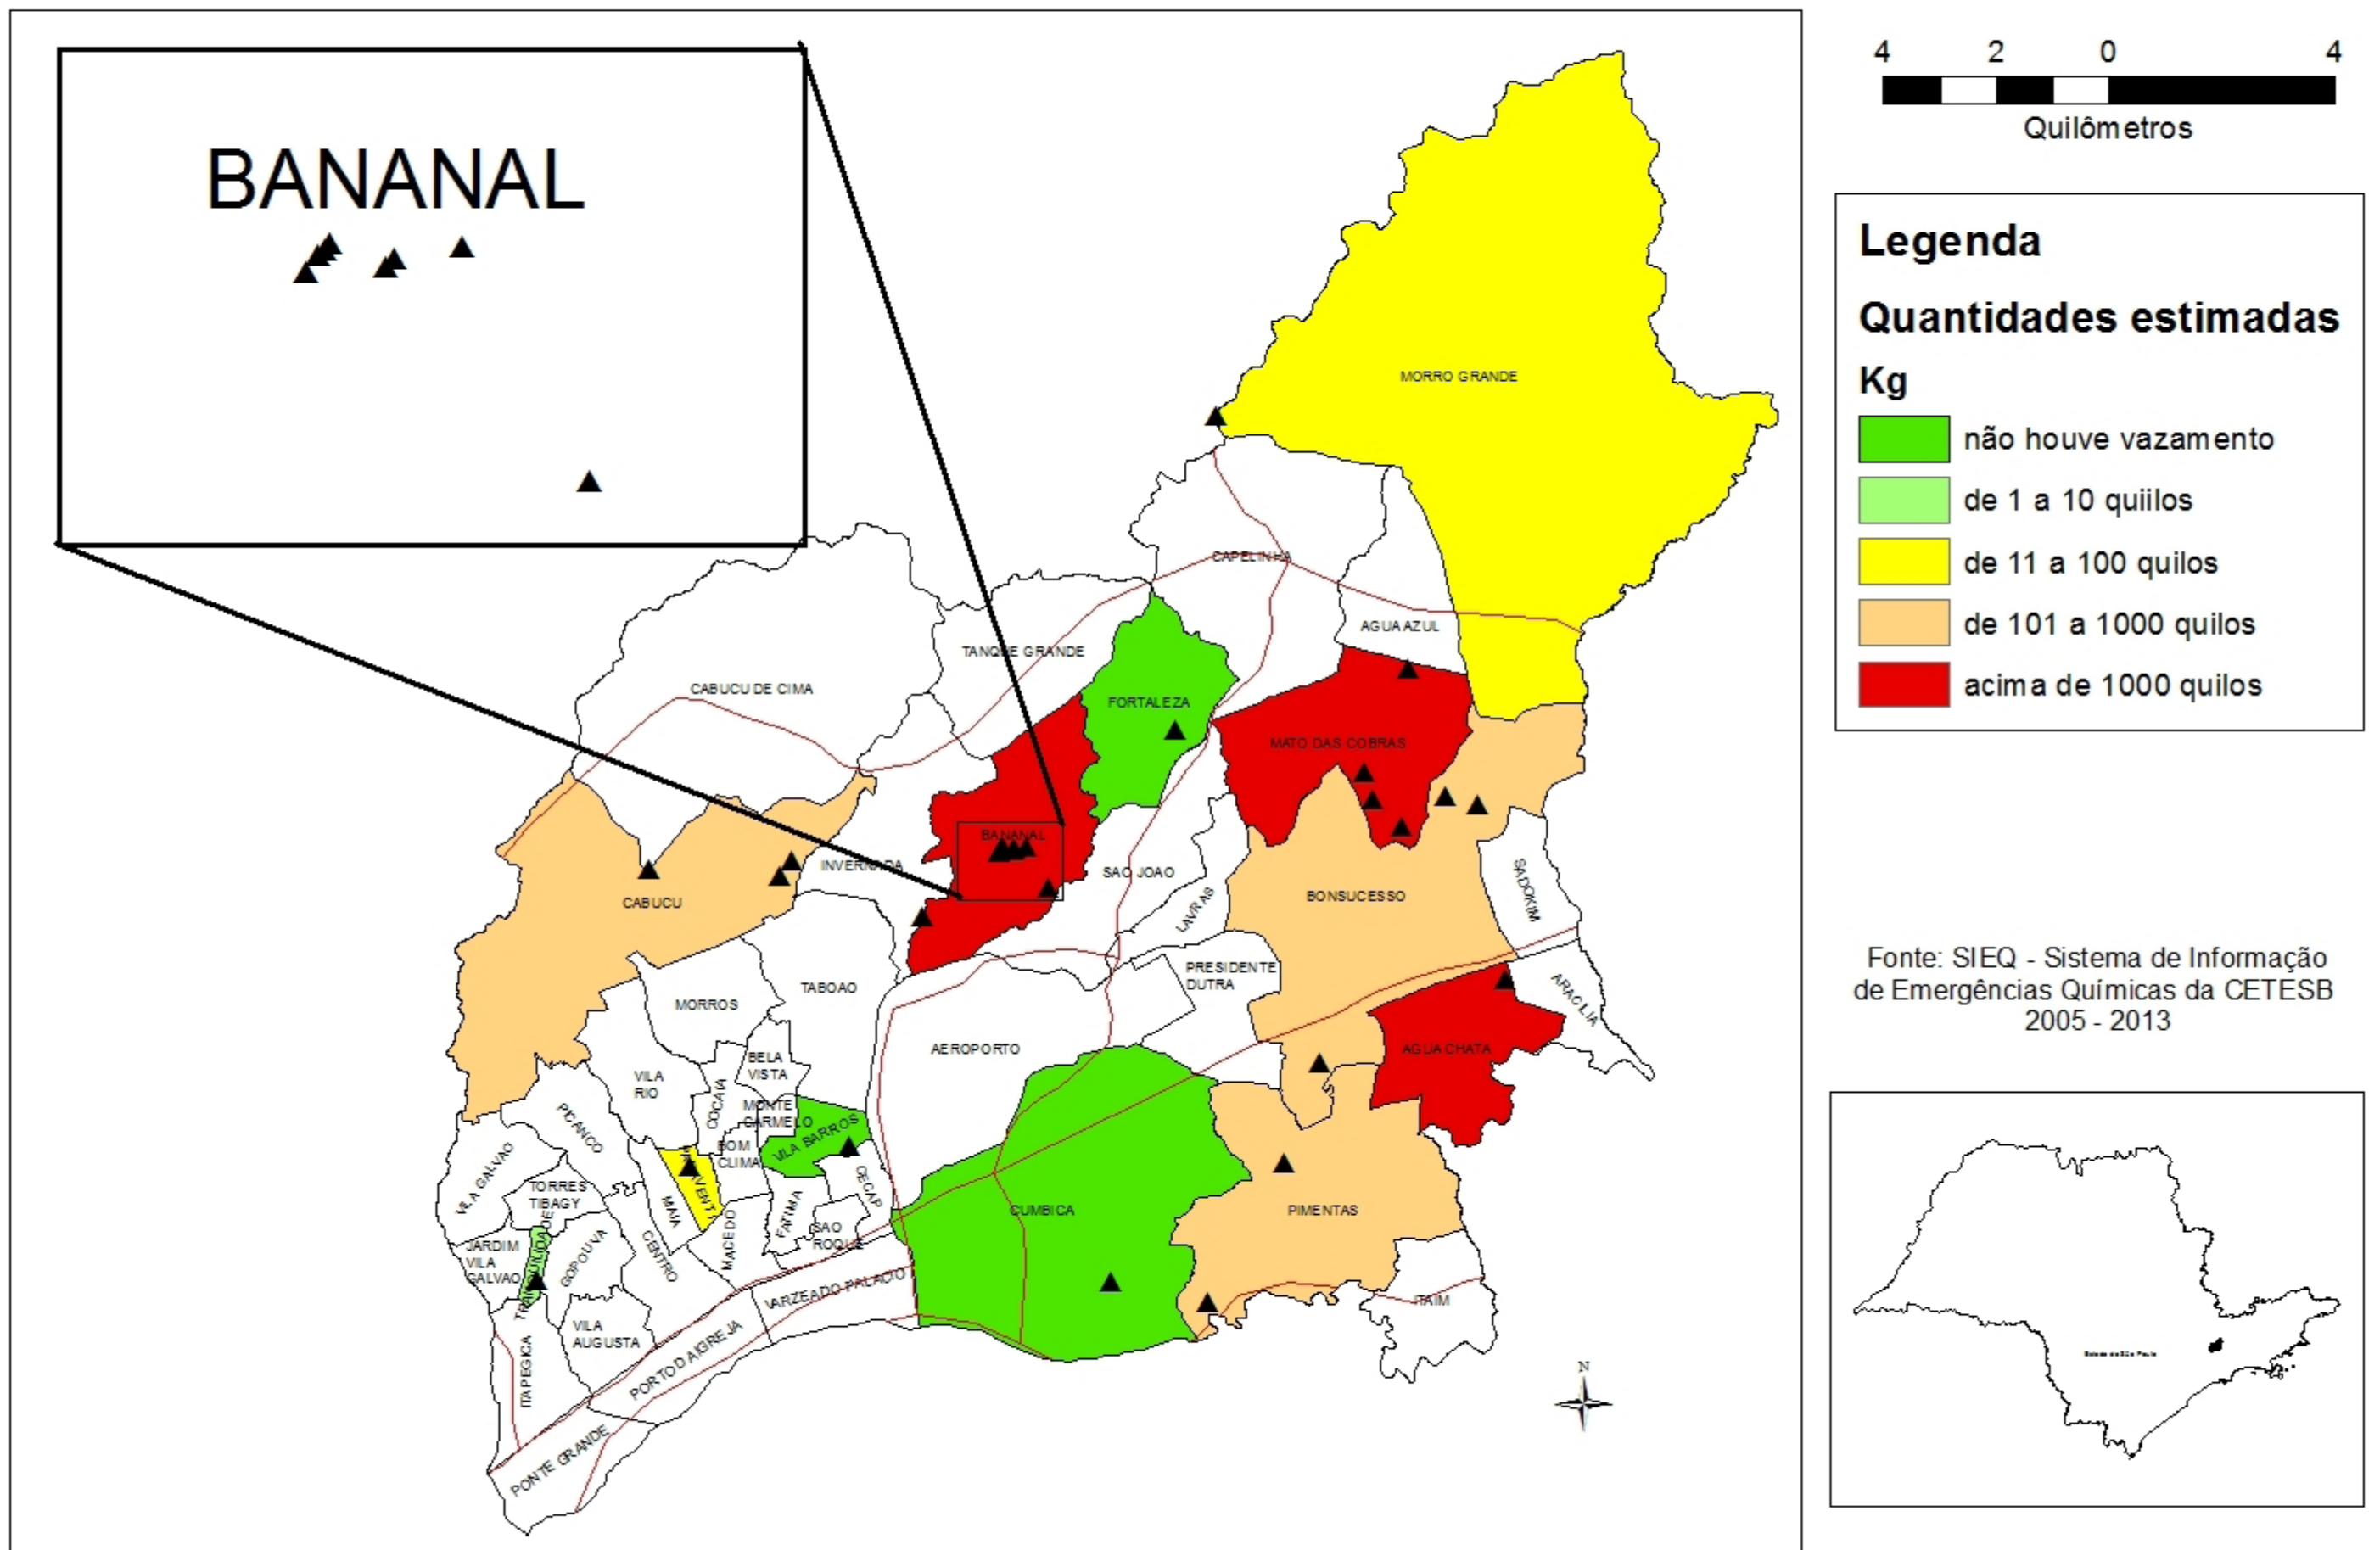 BANANAL
4 2 0 4
Quilômetros
Legenda
Quantidades estimadas
Kg
não houve vazamento
de 1 a 10 quiilos
de 11 a 100 quilos
de 101 a 1000 quilos
acima de 1000 quilos
Fonte: SIEQ - Sistema de Informação
de Emergências Químicas da CETESB
2005 - 2013
MORRO GRANDE
CAPELINHA
AGUA AZUL
TANQUE GRANDE
CABUCU DE CIMA
FORTALEZA
MATO DAS COBRAS
BANANAL
INVERNADA
SAO JOAO
LAVRAS
BONSUCESSO
SADOKIM
CABUCU
PRESIDENTE
DUTRA
ARACILIA
TABOAO
MORROS
AEROPORTO
AGUA CHATA
BELA
VISTA
VILA
RIO
COCAIA
MONTE
CARMELO
PICANCO
VILA BARROS
BOM
CLIMA
VILA GALVAO
TORRES
TIBAGY
MAIA
FATIMA
CECAP
CUMBICA
PIMENTAS
JARDIM
VILA
GALVAO
TRANQUILIDADE
GOPOUVA
CENTRO
MACEDO
SAO
ROQUE
VARZEA DO PALACIO
ITAIM
VILA
AUGUSTA
ITAPEGICA
PORTO DA IGREJA
PONTE GRANDE
N